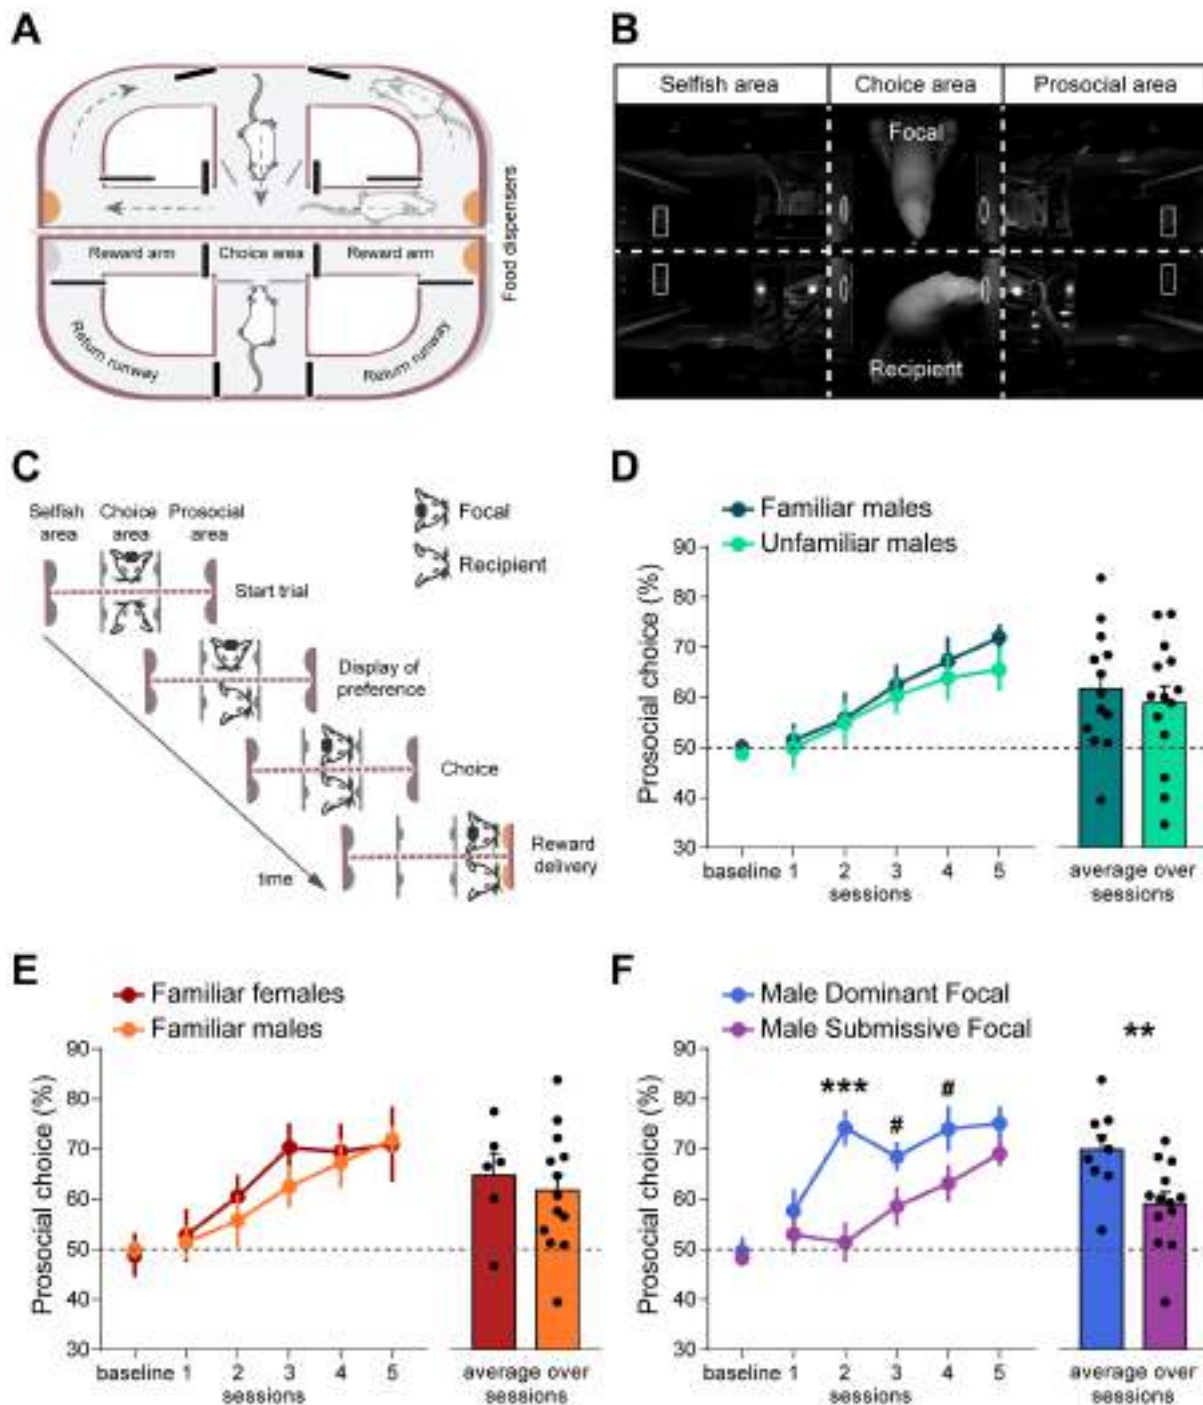 A
Food dispensers
Reward arm
Choice area
Reward arm
Return runway
Return runway
B
Selfish area
Choice area
Prosocial area
Focal
Recipient
C
Selfish area
Choice area
Prosocial area
Focal
Recipient
Start trial
Display of
preference
Choice
Reward
delivery
time
D
Familiar males
Unfamiliar males
Prosocial choice (%)
90
80
70
60
50
40
30
baseline 1 2 3 4 5
sessions
average over
sessions
E
Familiar females
Familiar males
Prosocial choice (%)
90
80
70
60
50
40
30
baseline 1 2 3 4 5
sessions
average over
sessions
F
Male Dominant Focal
Male Submissive Focal
**
***
#
#
Prosocial choice (%)
90
80
70
60
50
40
30
baseline 1 2 3 4 5
sessions
average over
sessions